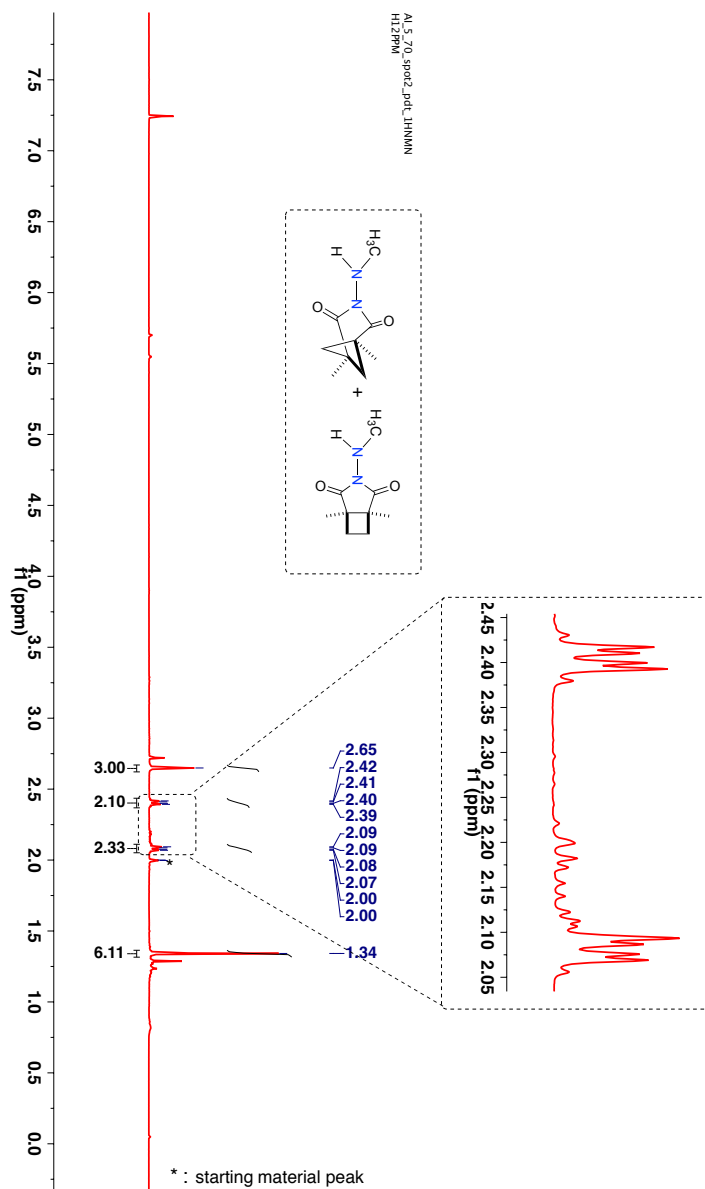 AI_5_70_spot2_pdt_1HNMN
H12PPM
H3C
H
N
N
O
O
+
H3C
H
N
N
O
O
2.45
2.40
2.35
2.30
2.25
2.20
2.15
2.10
2.05
f1 (ppm)
2.65
2.42
2.41
2.40
2.39
2.09
2.09
2.08
2.07
2.00
2.00
1.34
3.00
2.10
2.33
6.11
*
7.5
7.0
6.5
6.0
5.5
5.0
4.5
4.0
3.5
3.0
2.5
2.0
1.5
1.0
0.5
0.0
f1 (ppm)
* : starting material peak